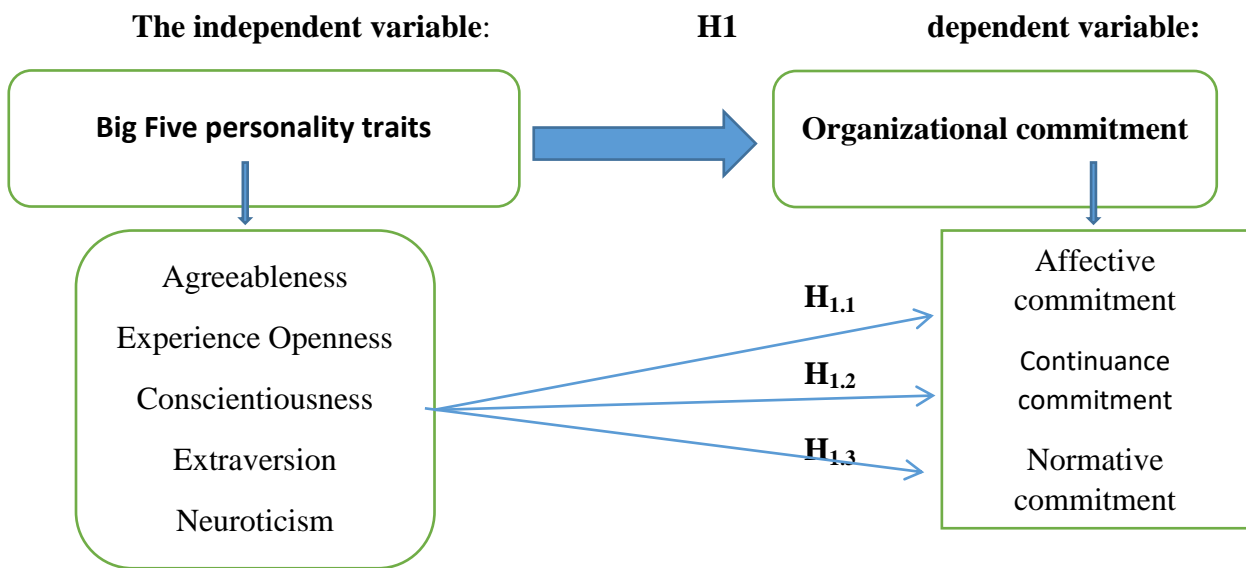 The independent variable: H1 dependent variable:
Big Five personality traits
Organizational commitment
Agreeableness
Experience Openness
Conscientiousness
Extraversion
Neuroticism
H1.1
H1.2
H1.3
Affective
commitment
Continuance
commitment
Normative
commitment